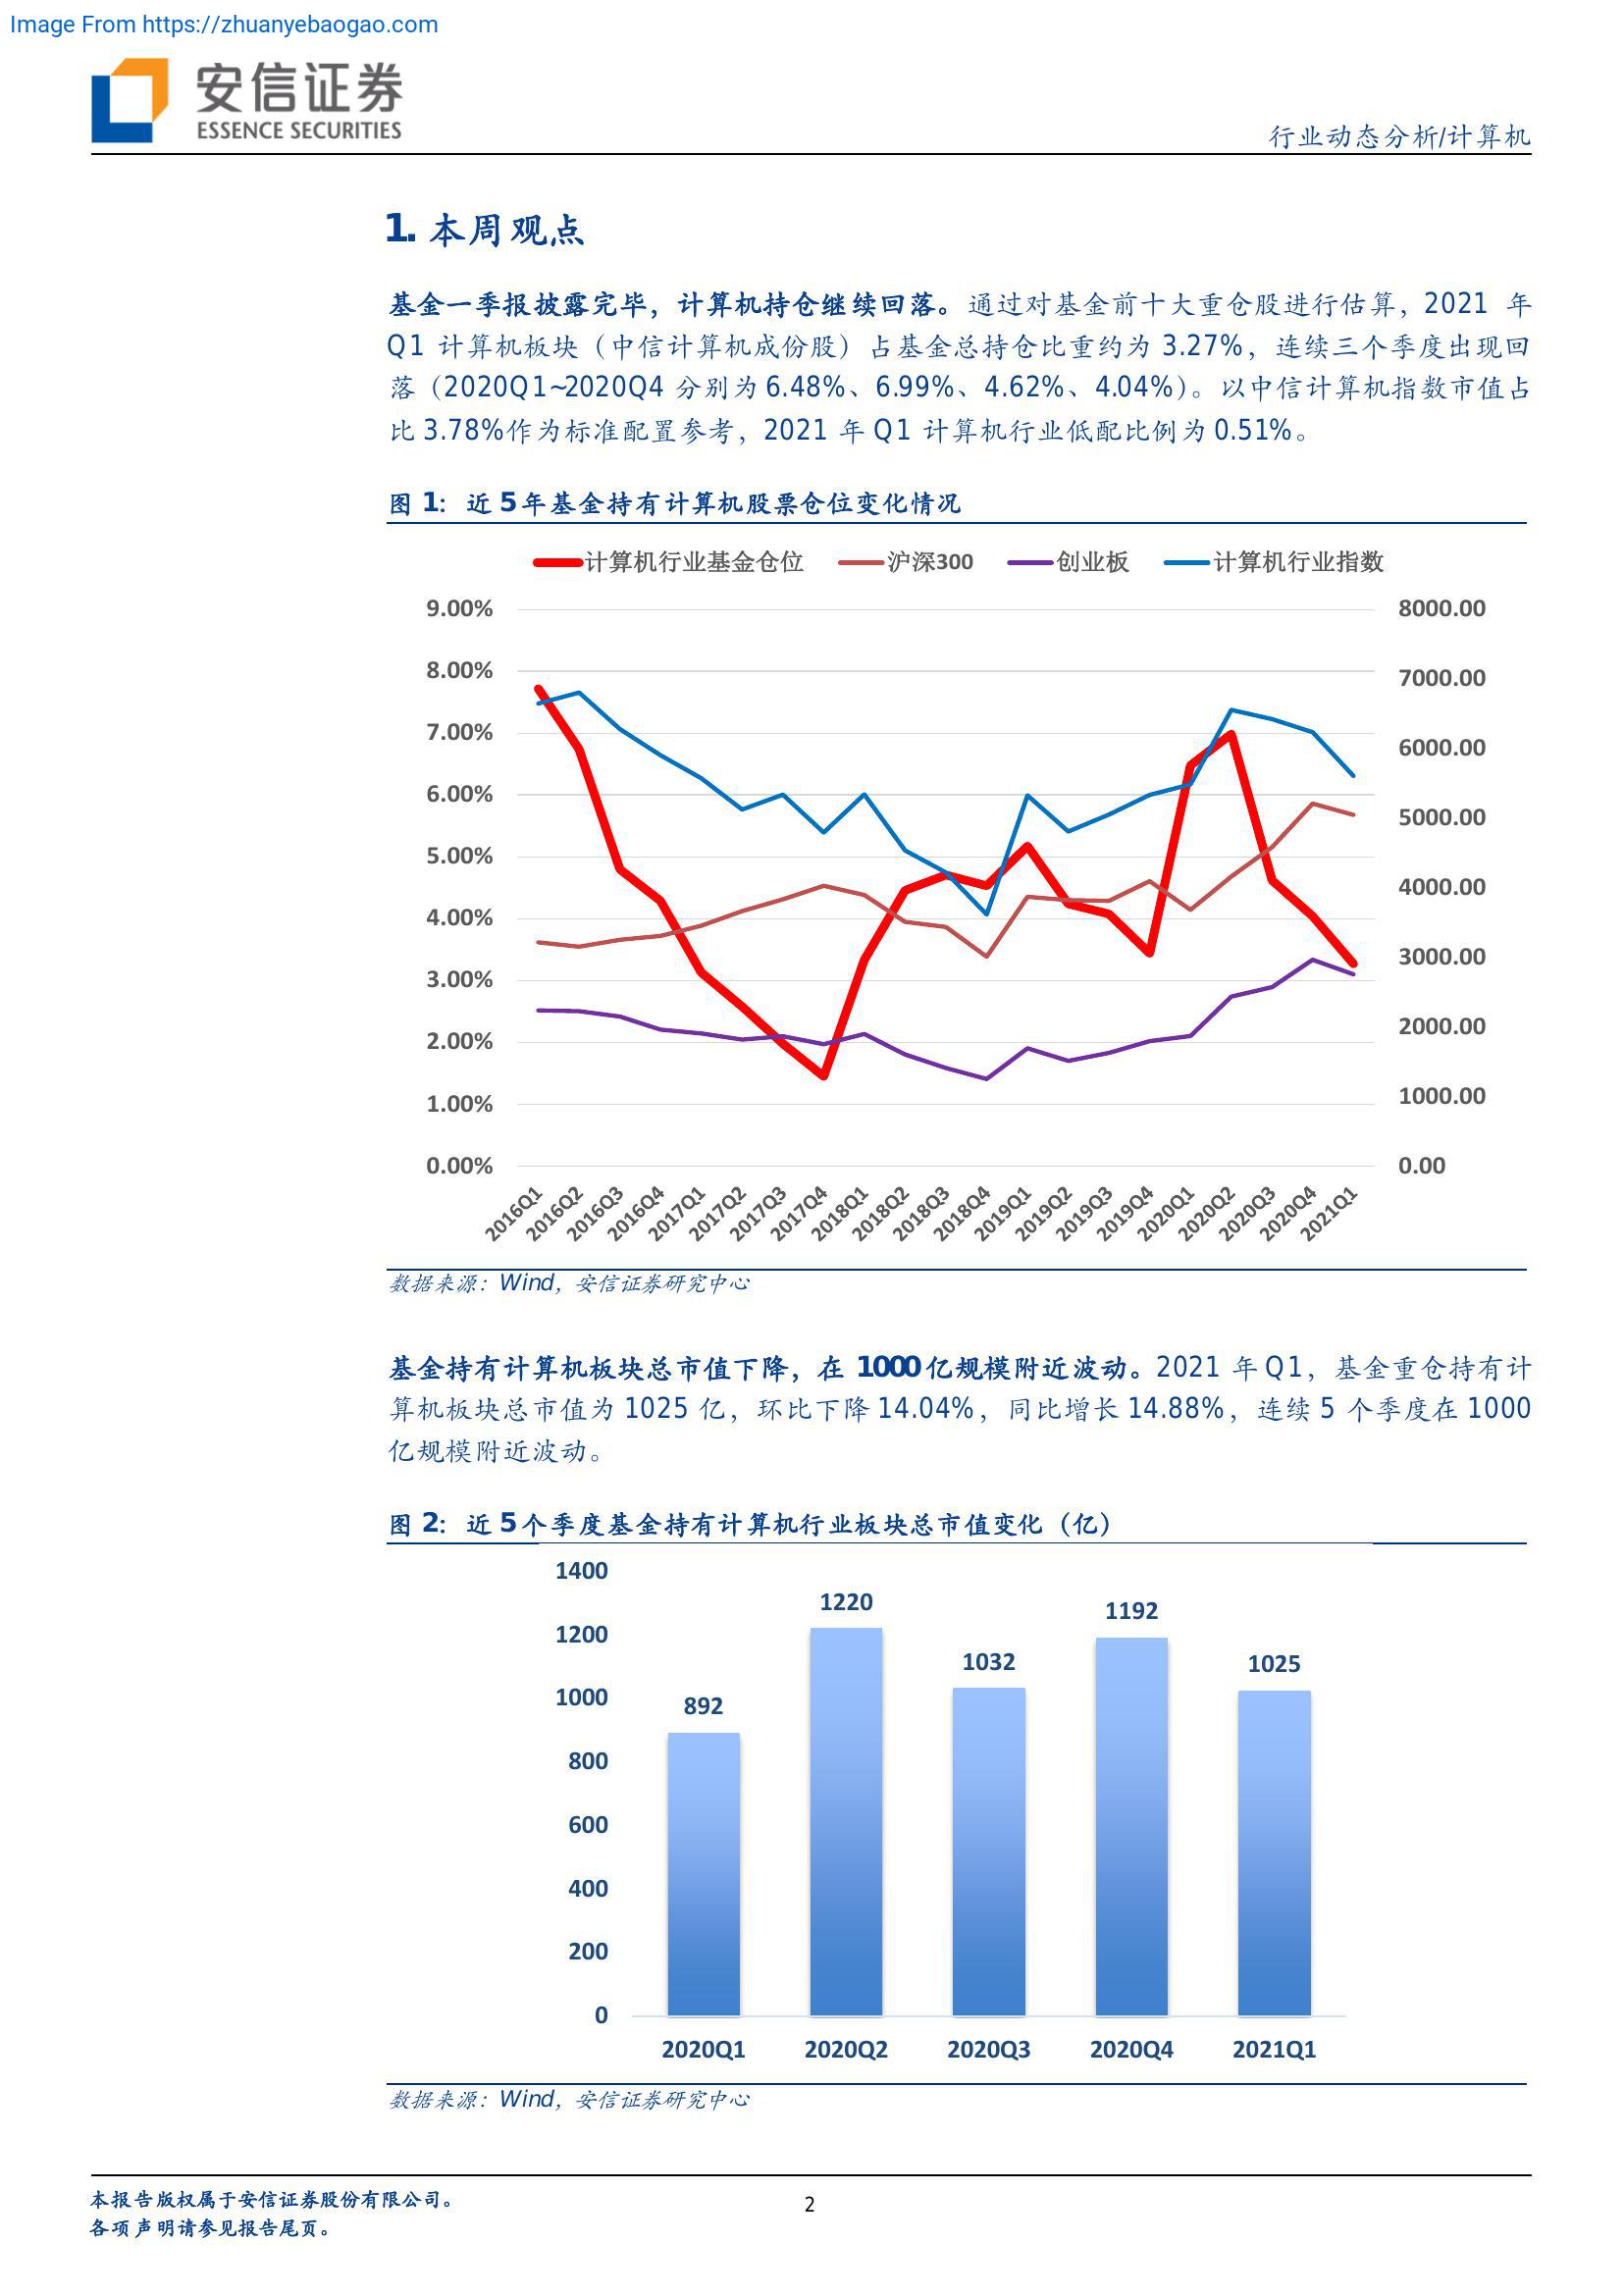 Image From https://zhuanyebaogao.com
安信证券
ESSENCE SECURITIES
行业动态分析/计算机
1. 本周观点
基金一季报披露完毕，计算机持仓继续回落。通过对基金前十大重仓股进行估算，2021 年
Q1 计算机板块（中信计算机成份股）占基金总持仓比重约为 3.27%，连续三个季度出现回
落（2020Q1~2020Q4 分别为 6.48%、6.99%、4.62%、4.04%）。以中信计算机指数市值占
比 3.78%作为标准配置参考，2021 年 Q1 计算机行业低配比例为 0.51%。
图 1：近 5 年基金持有计算机股票仓位变化情况
计算机行业基金仓位 沪深300 创业板 计算机行业指数
9.00% 8000.00
8.00% 7000.00
7.00% 6000.00
6.00% 5000.00
5.00% 4000.00
4.00% 3000.00
3.00% 2000.00
2.00% 1000.00
1.00% 0.00
0.00%
2016Q1 2016Q2 2016Q3 2016Q4 2017Q1 2017Q2 2017Q3 2017Q4 2018Q1 2018Q2 2018Q3 2018Q4 2019Q1 2019Q2 2019Q3 2019Q4 2020Q1 2020Q2 2020Q3 2020Q4 2021Q1
数据来源：Wind，安信证券研究中心
基金持有计算机板块总市值下降，在 1000 亿规模附近波动。2021 年 Q1，基金重仓持有计
算机板块总市值为 1025 亿，环比下降 14.04%，同比增长 14.88%，连续 5 个季度在 1000
亿规模附近波动。
图 2：近 5 个季度基金持有计算机行业板块总市值变化（亿）
1400
1200
1000
800
600
400
200
0
892 1220 1032 1192 1025
2020Q1 2020Q2 2020Q3 2020Q4 2021Q1
数据来源：Wind，安信证券研究中心
本报告版权属于安信证券股份有限公司。
各项声明请参见报告尾页。
2